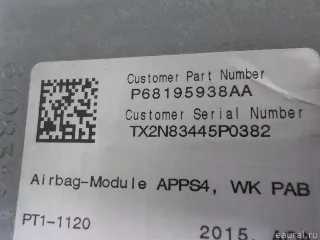 Customer Part Number
P68195938AA
Customer Serial Number
TX2N83445P0382
Airbag-Module APPS4, WK PAB
PT1-1120
2015.
eaural.ru